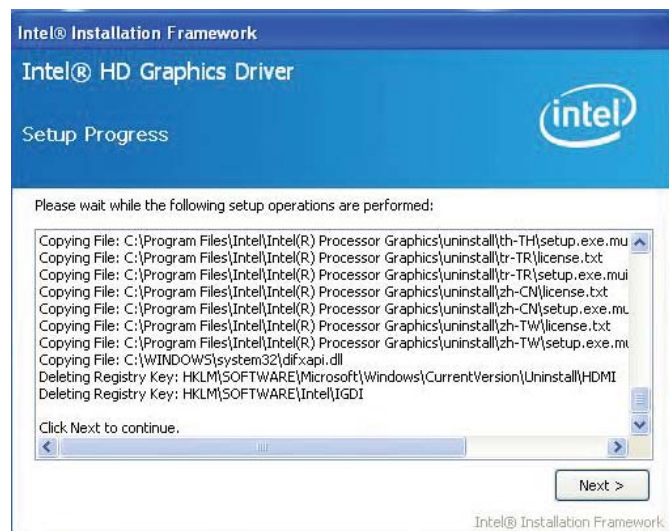 Intel® Installation Framework
Intel® HD Graphics Driver
intel
Setup Progress
Please wait while the following setup operations are performed:
Copying File: C:\Program Files\Intel\Intel(R) Processor Graphics\uninstall\th-TH\setup.exe.mu
Copying File: C:\Program Files\Intel\Intel(R) Processor Graphics\uninstall\tr-TR\license.txt
Copying File: C:\Program Files\Intel\Intel(R) Processor Graphics\uninstall\tr-TR\setup.exe.mui
Copying File: C:\Program Files\Intel\Intel(R) Processor Graphics\uninstall\zh-CN\license.txt
Copying File: C:\Program Files\Intel\Intel(R) Processor Graphics\uninstall\zh-CN\setup.exe.mu
Copying File: C:\Program Files\Intel\Intel(R) Processor Graphics\uninstall\zh-TW\license.txt
Copying File: C:\Program Files\Intel\Intel(R) Processor Graphics\uninstall\zh-TW\setup.exe.mu
Copying File: C:\WINDOWS\system32\difxapi.dll
Deleting Registry Key: HKLM\SOFTWARE\Microsoft\Windows\CurrentVersion\Uninstall\HDMI
Deleting Registry Key: HKLM\SOFTWARE\Intel\IGDI
Click Next to continue.
Next >
Intel® Installation Framework